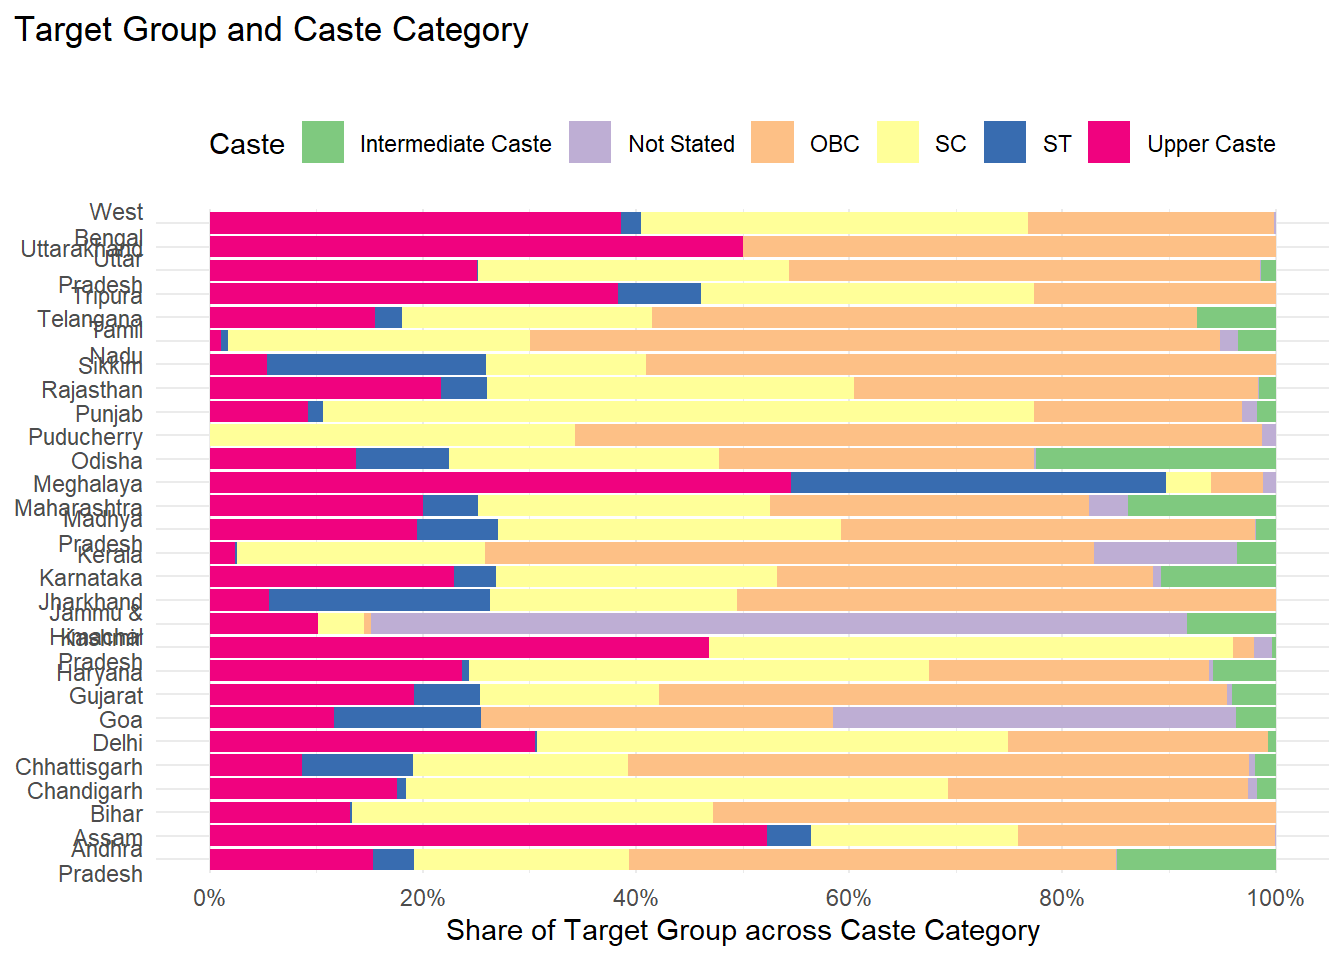 Target Group and Caste Category
Caste Intermediate Caste Not Stated OBC SC ST Upper Caste
West
Bengal
Uttarakhand
Uttar
Pradesh
Tripura
Telangana
Tamil
Nadu
Sikkim
Rajasthan
Punjab
Puducherry
Odisha
Meghalaya
Maharashtra
Madhya
Pradesh
Kerala
Karnataka
Jharkhand
Jammu &
Kashmir
Himachal
Pradesh
Haryana
Gujarat
Goa
Delhi
Chhattisgarh
Chandigarh
Bihar
Assam
Andhra
Pradesh
0% 20% 40% 60% 80% 100%
Share of Target Group across Caste Category